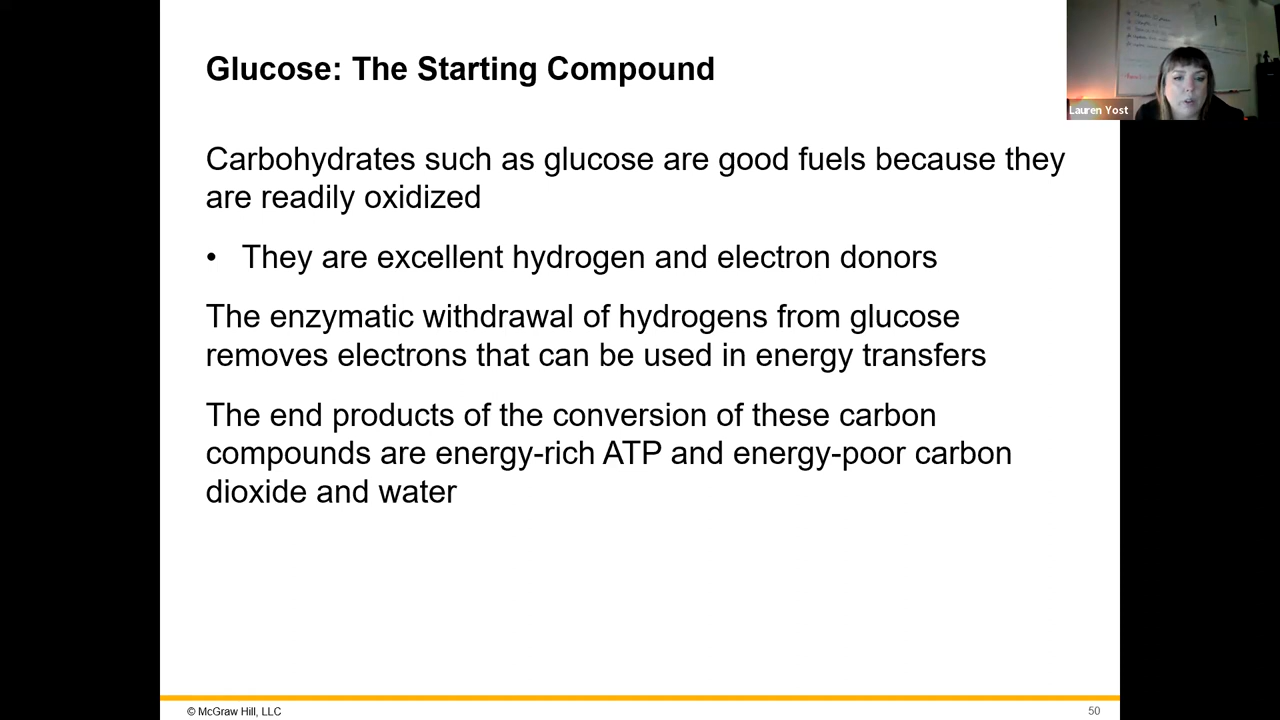 Glucose: The Starting Compound
Lauren Yost
Carbohydrates such as glucose are good fuels because they
are readily oxidized
• They are excellent hydrogen and electron donors
The enzymatic withdrawal of hydrogens from glucose
removes electrons that can be used in energy transfers
The end products of the conversion of these carbon
compounds are energy-rich ATP and energy-poor carbon
dioxide and water
© McGraw Hill, LLC
50